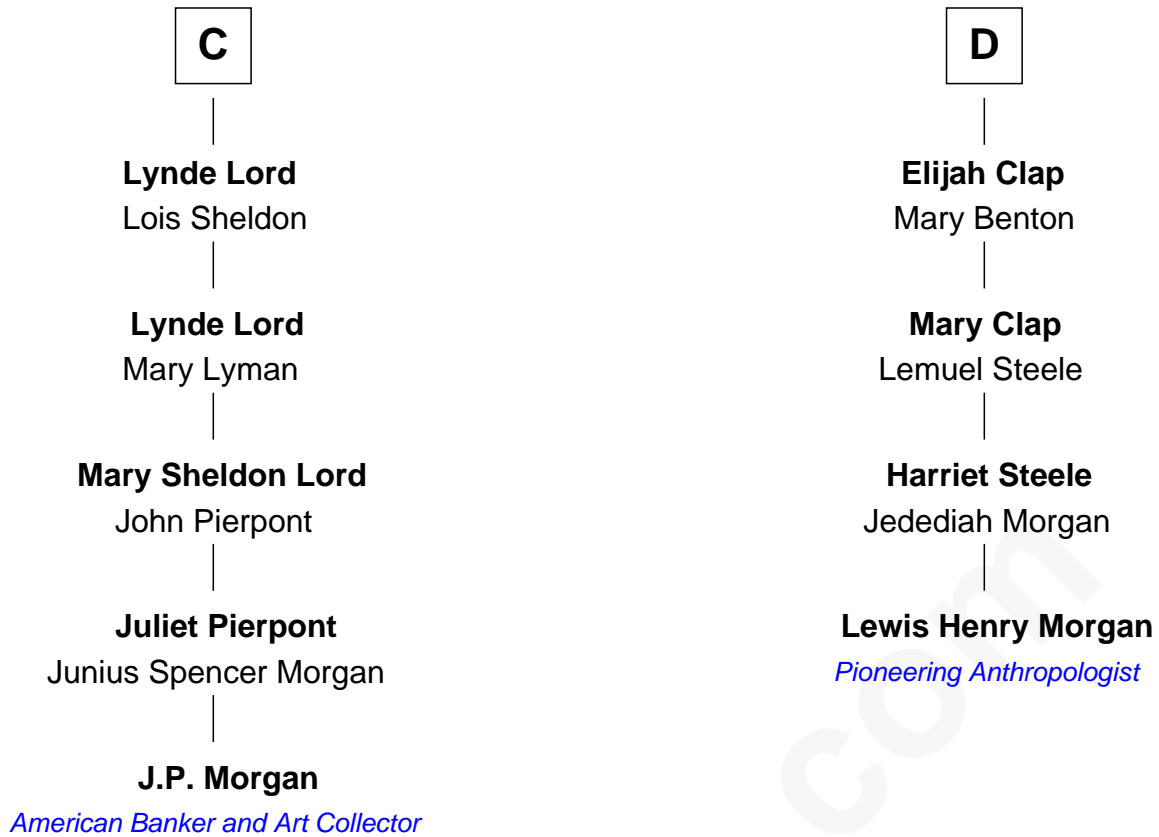 C
Lynde Lord
Lois Sheldon
Lynde Lord
Mary Lyman
Mary Sheldon Lord
John Pierpont
Juliet Pierpont
Junius Spencer Morgan
J.P. Morgan
American Banker and Art Collector
D
Elijah Clap
Mary Benton
Mary Clap
Lemuel Steele
Harriet Steele
Jedediah Morgan
Lewis Henry Morgan
Pioneering Anthropologist
com